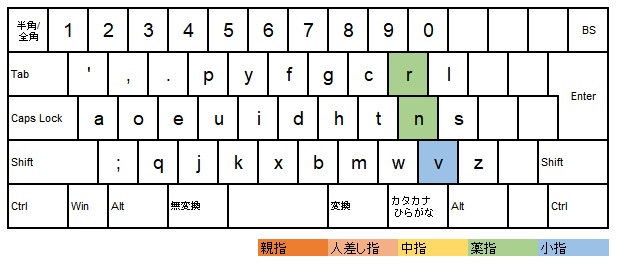 半角/
全角 1 2 3 4 5 6 7 8 9 0 BS
Tab ' , . p y f g c r l
Enter
Caps Lock a o e u i d h t n s
Shift ; q j k x b m w v z Shift
Ctrl Win Alt 無変換 変換 カタカナ
ひらがな Alt Ctrl
親指 人差し指 中指 薬指 小指